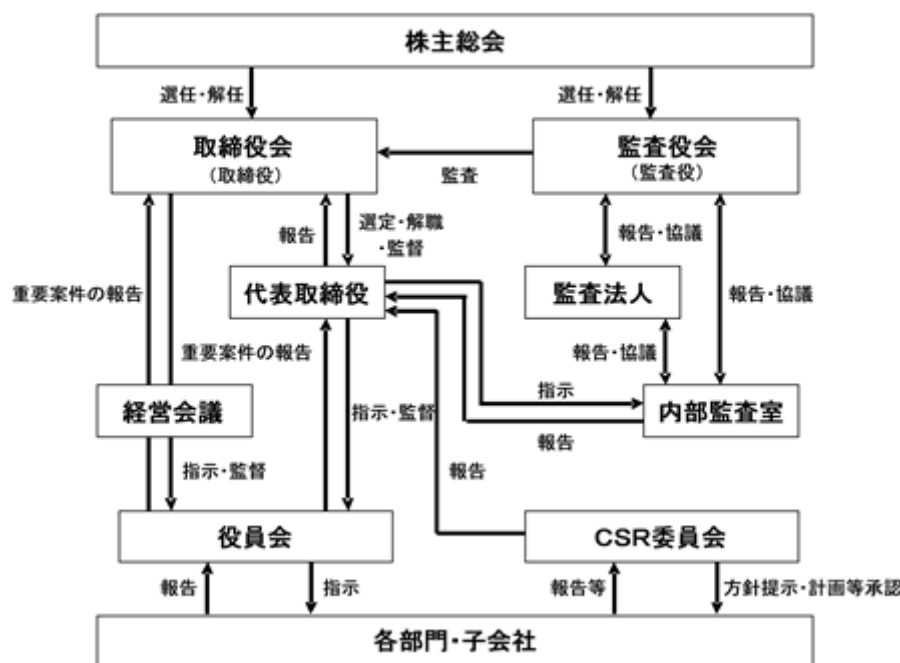 株主総会
選任・解任
選任・解任
取締役会
(取締役)
監査役会
(監査役)
監査
報告
選定・解職
・監督
報告・協議
重要案件の報告
代表取締役
監査法人
報告・協議
重要案件の報告
報告・協議
経営会議
指示・監督
指示
内部監査室
報告
指示・監督
報告
役員会
CSR委員会
報告
指示
報告等
方針提示・計画等承認
各部門・子会社